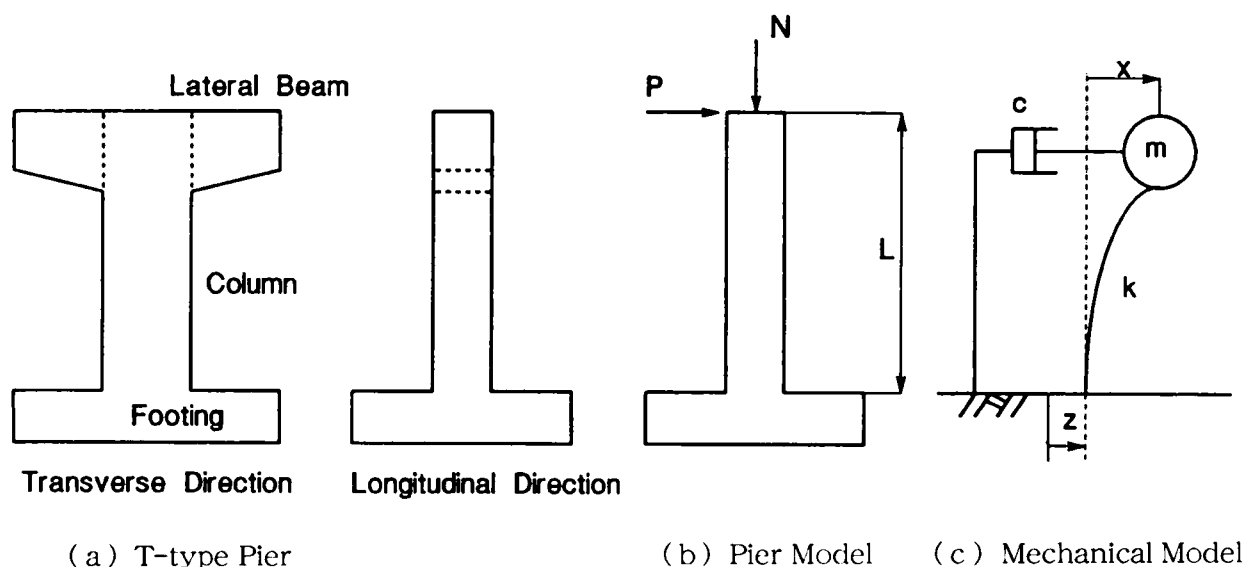 Lateral Beam
Column
Footing
Transverse Direction
Longitudinal Direction
N
P
L
x
c
m
k
z
( a ) T-type Pier
( b ) Pier Model
( c ) Mechanical Model